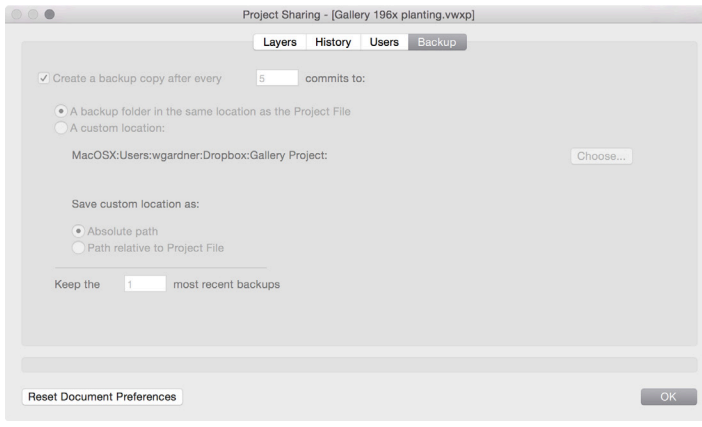 Project Sharing - [Gallery 196x planting.vwxp]
Layers History Users Backup
Create a backup copy after every 5 commits to:
A backup folder in the same location as the Project File
A custom location:
MacOSX:Users:wgardner:Dropbox:Gallery Project:
Choose...
Save custom location as:
Absolute path
Path relative to Project File
Keep the 1 most recent backups
Reset Document Preferences OK